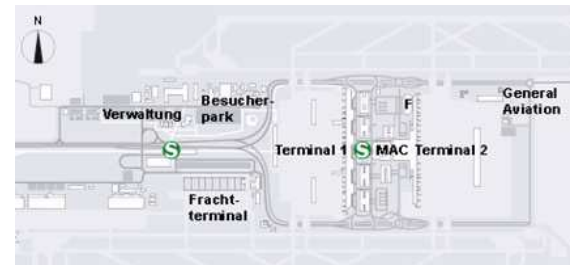 N
Verwaltung
Besucher-
park
S
Fracht-
terminal
Terminal 1
S
MAC
F
Terminal 2
General
Aviation